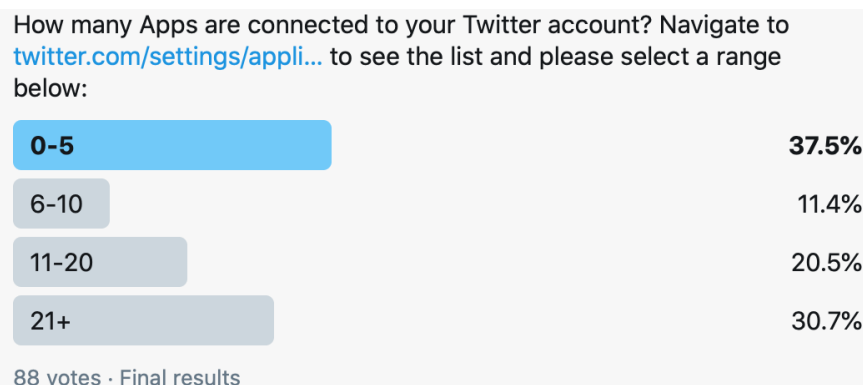 How many Apps are connected to your Twitter account? Navigate to
twitter.com/settings/appli... to see the list and please select a range
below:
0-5 37.5%
6-10 11.4%
11-20 20.5%
21+ 30.7%
88 votes · Final results